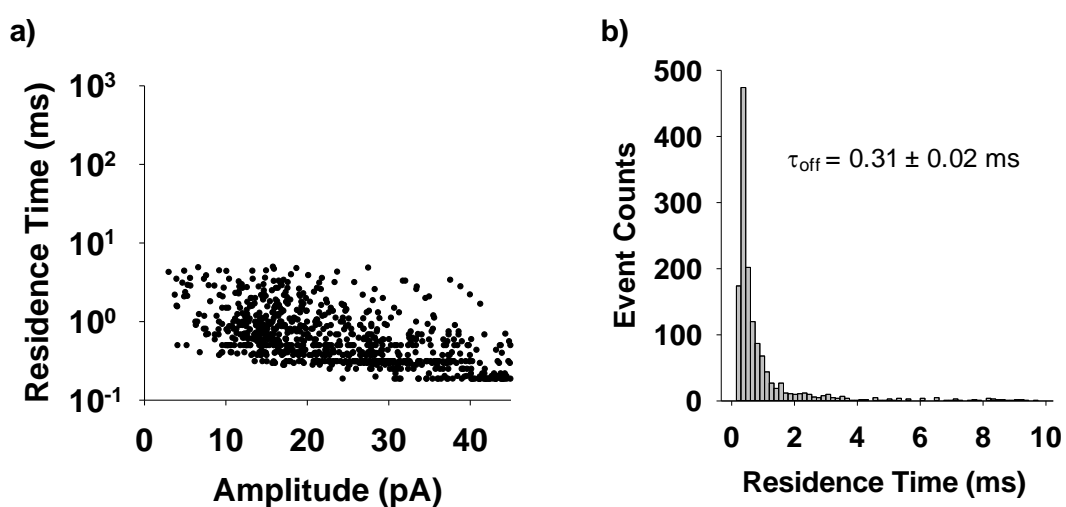 a)
Residence Time (ms)
10³
10²
10¹
10⁰
10⁻¹
0 10 20 30 40
Amplitude (pA)
b)
Event Counts
500
400
300
200
100
0
τoff = 0.31 ± 0.02 ms
0 2 4 6 8 10
Residence Time (ms)